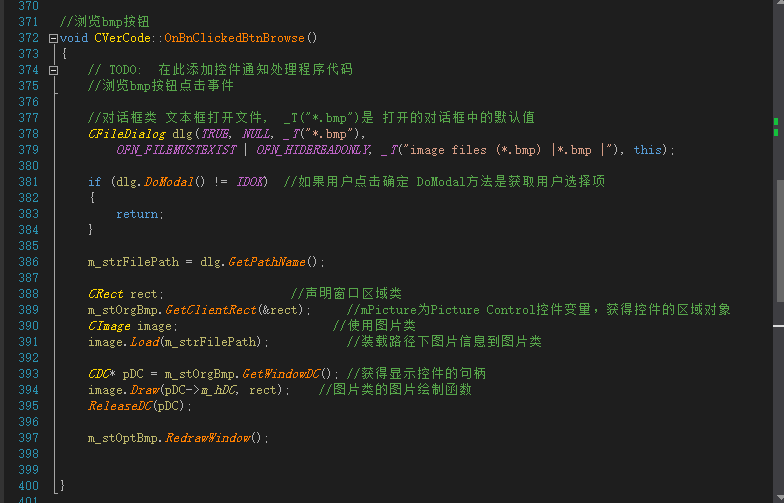 370
371 //浏览bmp按钮
372 void CVerCode::OnBnClickedBtnBrowse()
373 {
374 // TODO: 在此添加控件通知处理程序代码
375 //浏览bmp按钮点击事件
376
377 //对话框类 文本框打开文件, _T("*.bmp")是 打开的对话框中的默认值
378 CFileDialog dlg(TRUE, NULL, _T("*.bmp"),
379 OFN_FILEMUSTEXIST | OFN_HIDEREADONLY, _T("image files (*.bmp) |*.bmp |"), this);
380
381 if (dlg.DoModal() != IDOK) //如果用户点击确定 DoModal方法是获取用户选择项
382 {
383 return;
384 }
385
386 m_strFilePath = dlg.GetPathName();
387
388 CRect rect; //声明窗口区域类
389 m_stOrgBmp.GetClientRect(&rect); //mPicture为Picture Control控件变量，获得控件的区域对象
390 CImage image; //使用图片类
391 image.Load(m_strFilePath); //装载路径下图片信息到图片类
392
393 CDC* pDC = m_stOrgBmp.GetWindowDC(); //获得显示控件的句柄
394 image.Draw(pDC->m_hDC, rect); //图片类的图片绘制函数
395 ReleaseDC(pDC);
396
397 m_stOptBmp.RedrawWindow();
398
399
400 }
401